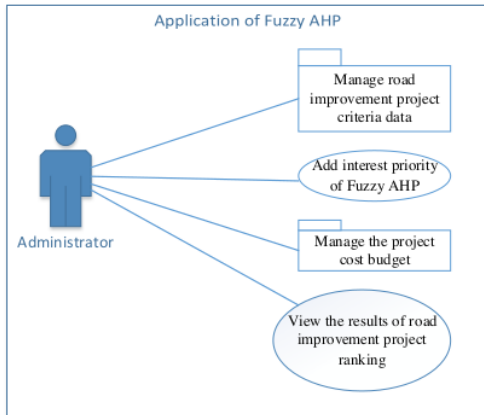 Application of Fuzzy AHP
Manage road
improvement project
criteria data
Add interest priority
of Fuzzy AHP
Administrator
Manage the project
cost budget
View the results of road
improvement project
ranking